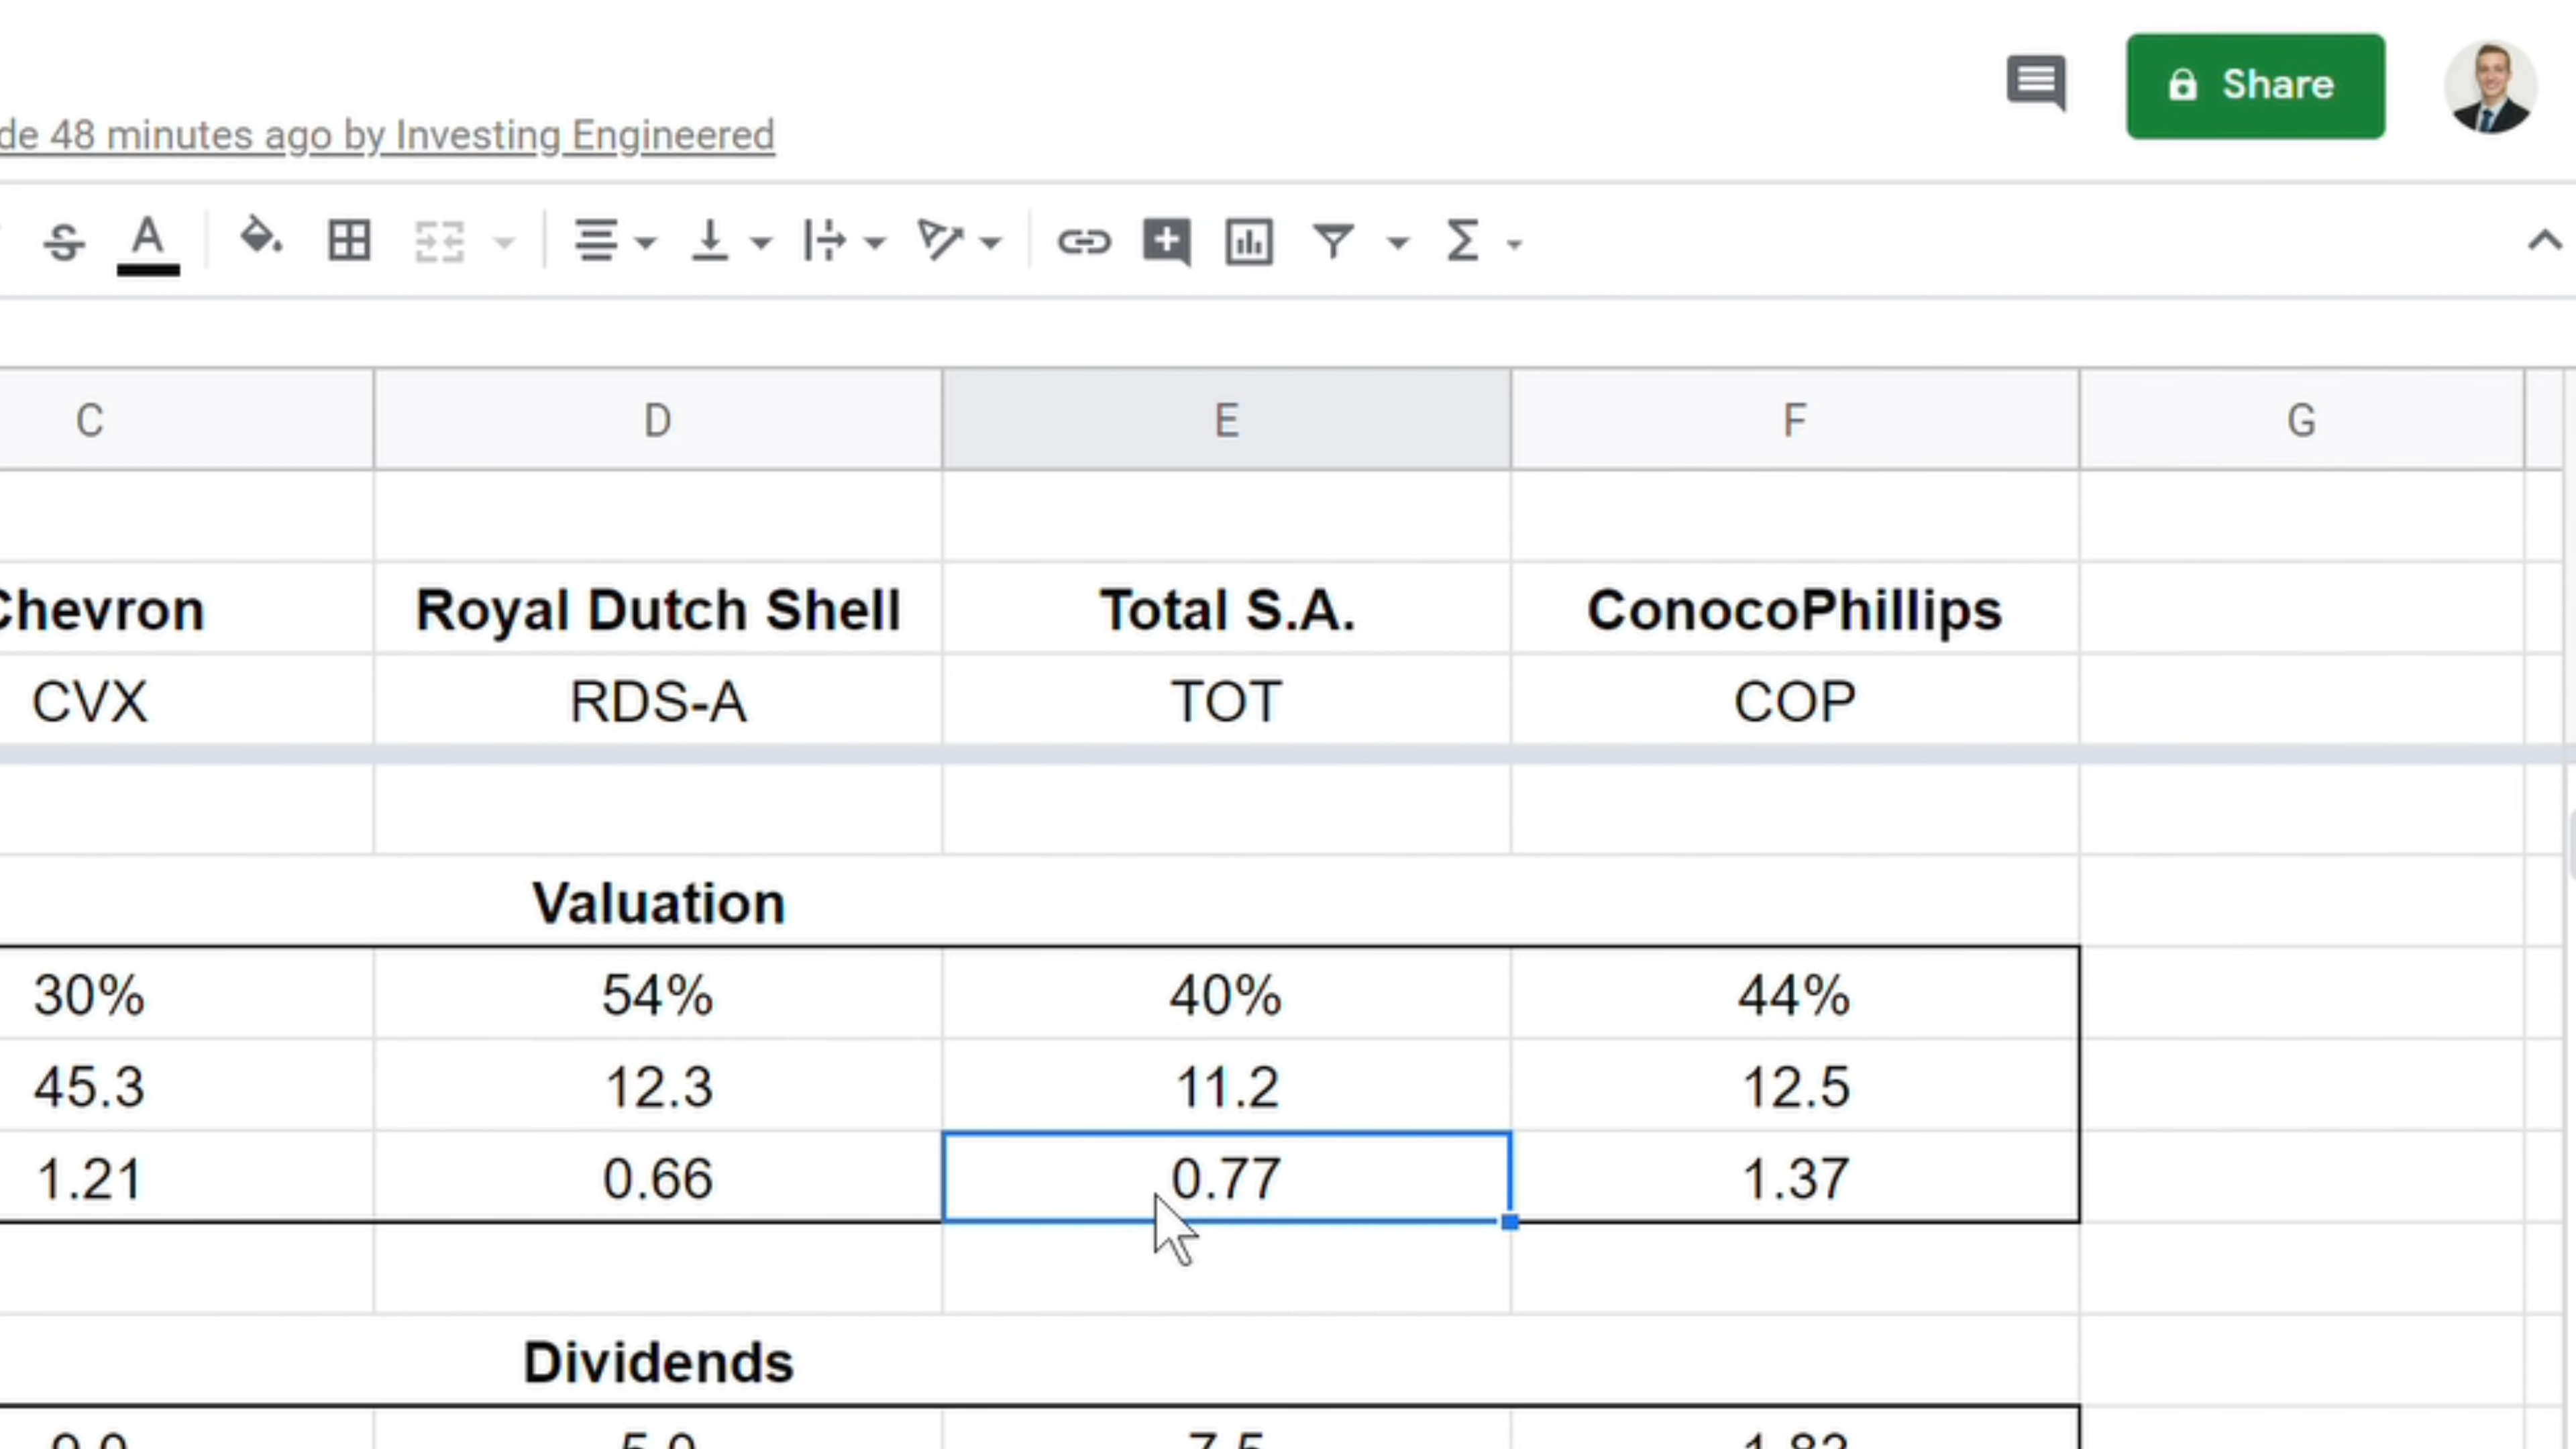 Share
de 48 minutes ago by Investing Engineered
A
C D E F G
Chevron Royal Dutch Shell Total S.A. ConocoPhillips
CVX RDS-A TOT COP
Valuation
30% 54% 40% 44%
45.3 12.3 11.2 12.5
1.21 0.66 0.77 1.37
Dividends